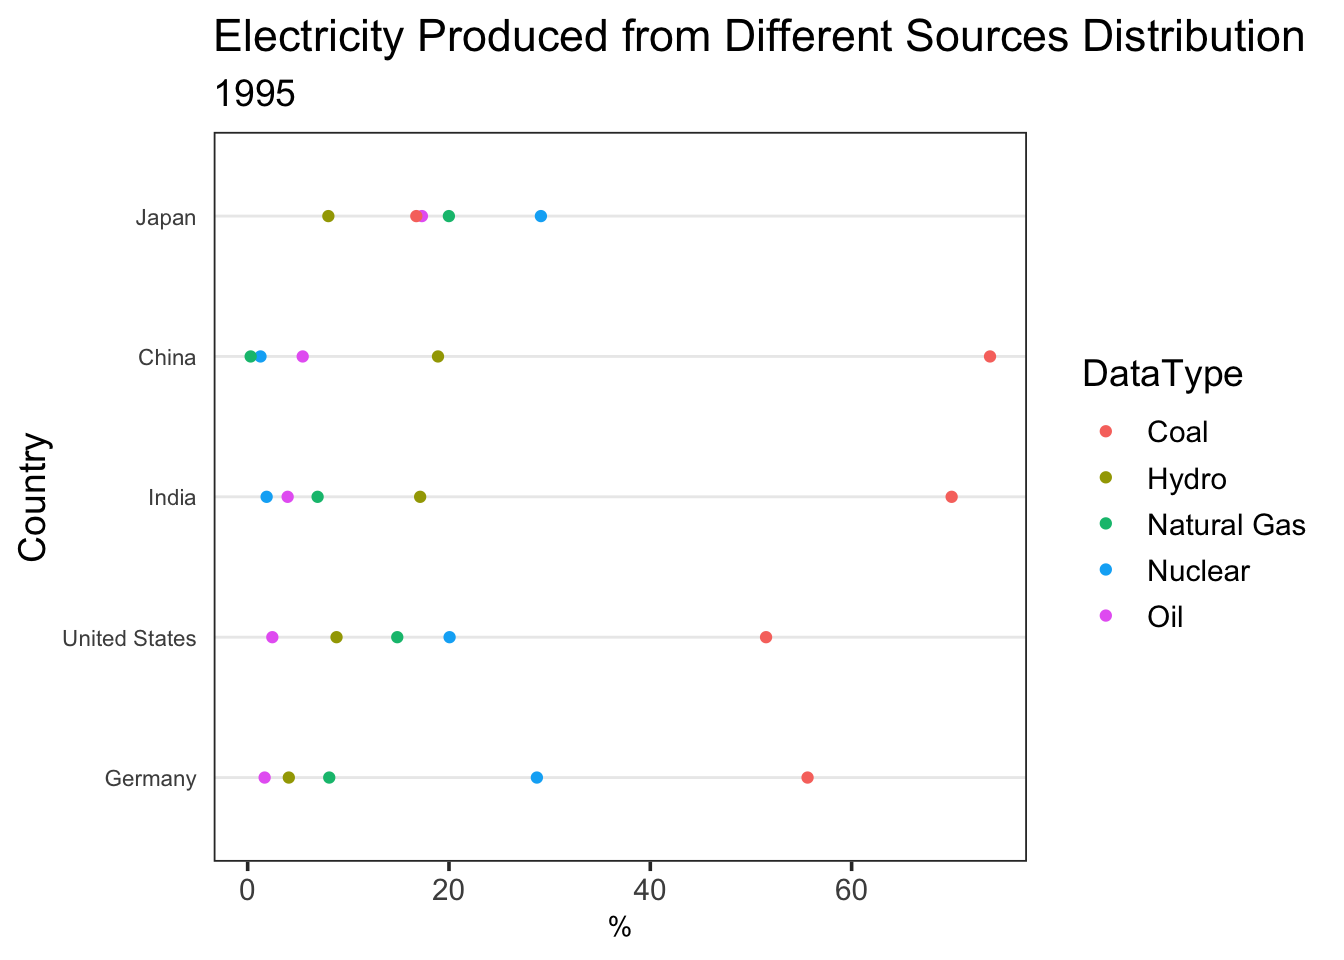 Electricity Produced from Different Sources Distribution
1995
Japan
China
India
United States
Germany
Country
0 20 40 60
%
DataType
Coal
Hydro
Natural Gas
Nuclear
Oil